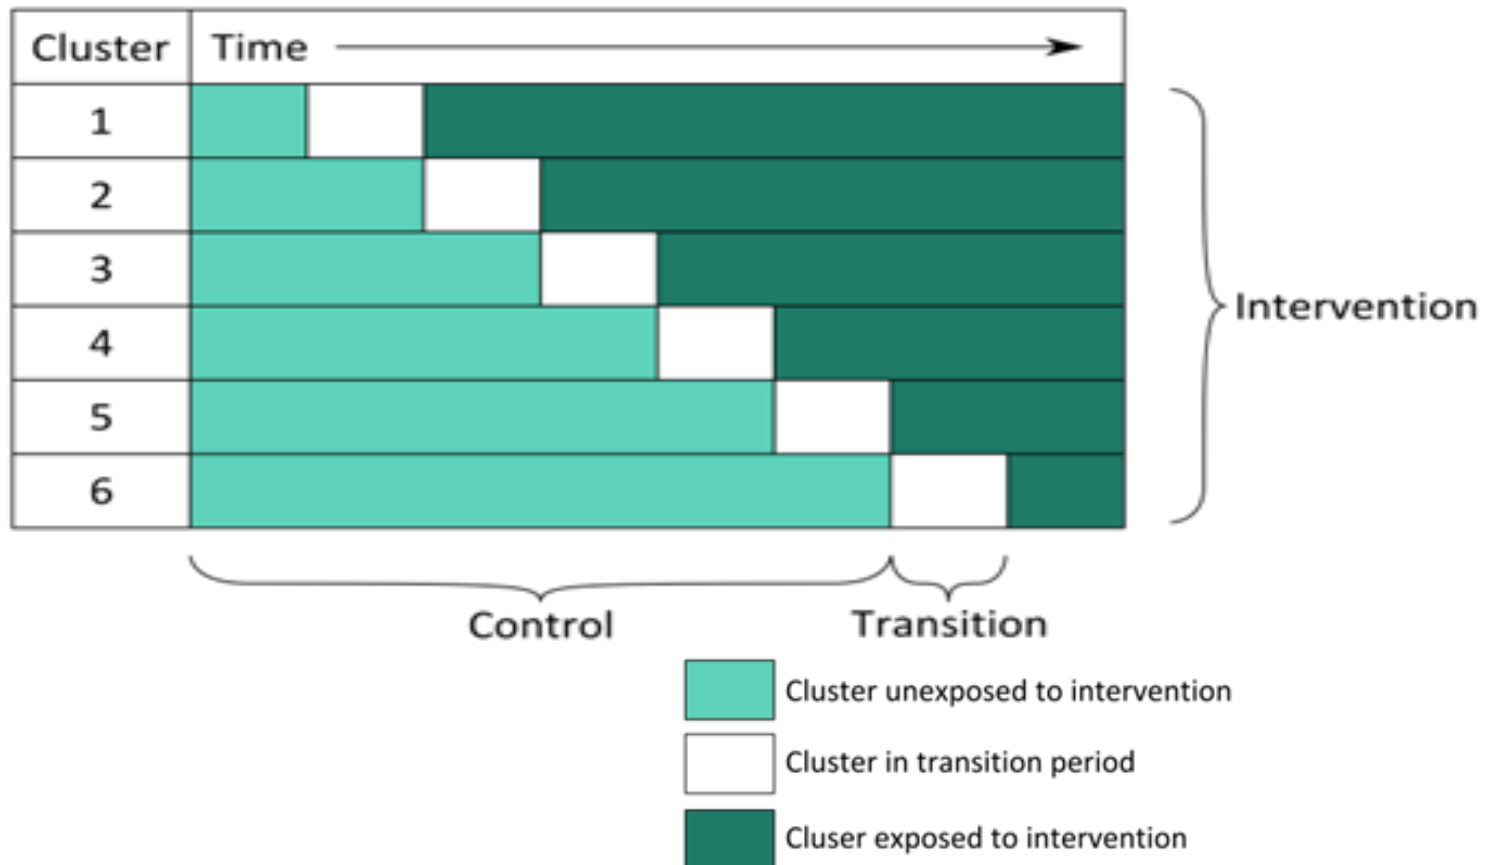 Cluster Time
1
2
3
4
5
6
Intervention
Control Transition
Cluster unexposed to intervention
Cluster in transition period
Cluser exposed to intervention